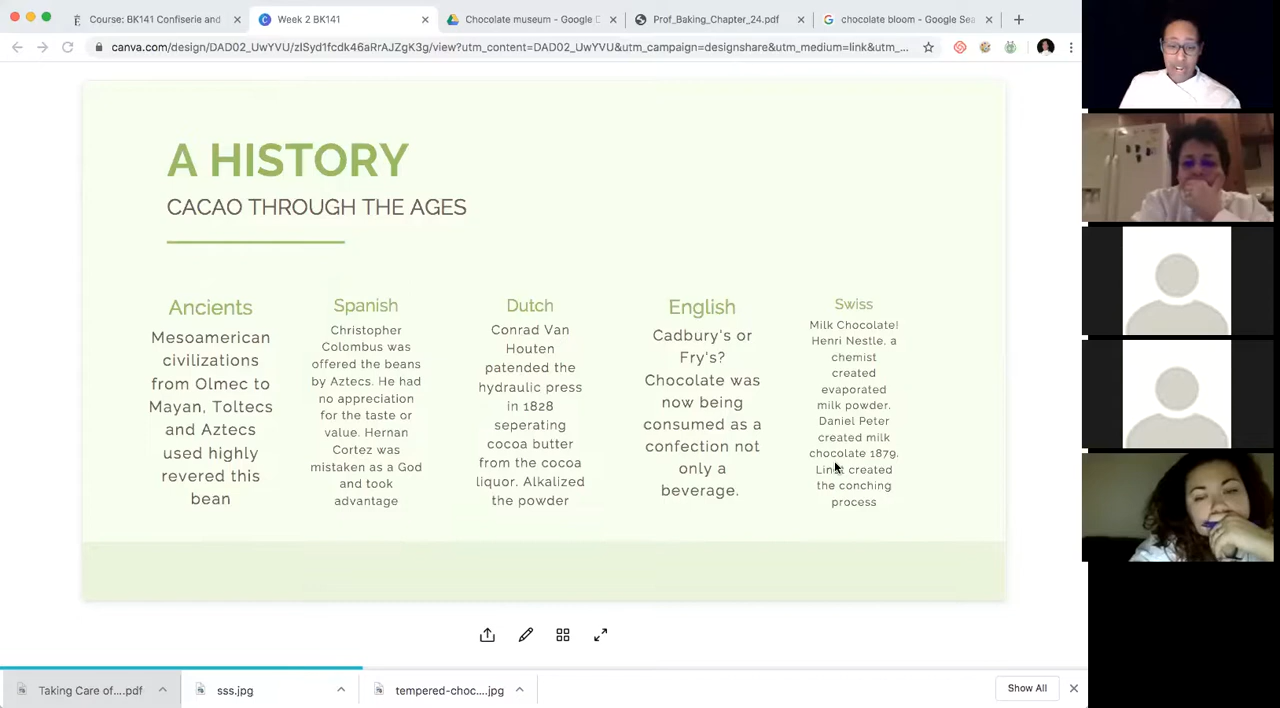 Course: BK141 Confiserie and
Week 2 BK141
Chocolate museum - Google D
Prof_Baking_Chapter_24.pdf
chocolate bloom - Google Sea
canva.com/design/DAD02_UwYVU/zISyd1fcdk46aRrAJZgK3g/view?utm_content=DAD02_UwYVU&utm_campaign=designshare&utm_medium=link&utm_...
A HISTORY
CACAO THROUGH THE AGES
Ancients
Mesoamerican
civilizations
from Olmec to
Mayan, Toltecs
and Aztecs
used highly
revered this
bean
Spanish
Christopher
Colombus was
offered the beans
by Aztecs. He had
no appreciation
for the taste or
value. Hernan
Cortez was
mistaken as a God
and took
advantage
Dutch
Conrad Van
Houten
patended the
hydraulic press
in 1828
seperating
cocoa butter
from the cocoa
liquor. Alkalized
the powder
English
Cadbury's or
Fry's?
Chocolate was
now being
consumed as a
confection not
only a
beverage.
Swiss
Milk Chocolate!
Henri Nestle, a
chemist
created
evaporated
milk powder.
Daniel Peter
created milk
chocolate 1879.
Lindt created
the conching
process
Taking Care of....pdf
sss.jpg
tempered-choc....jpg
Show All